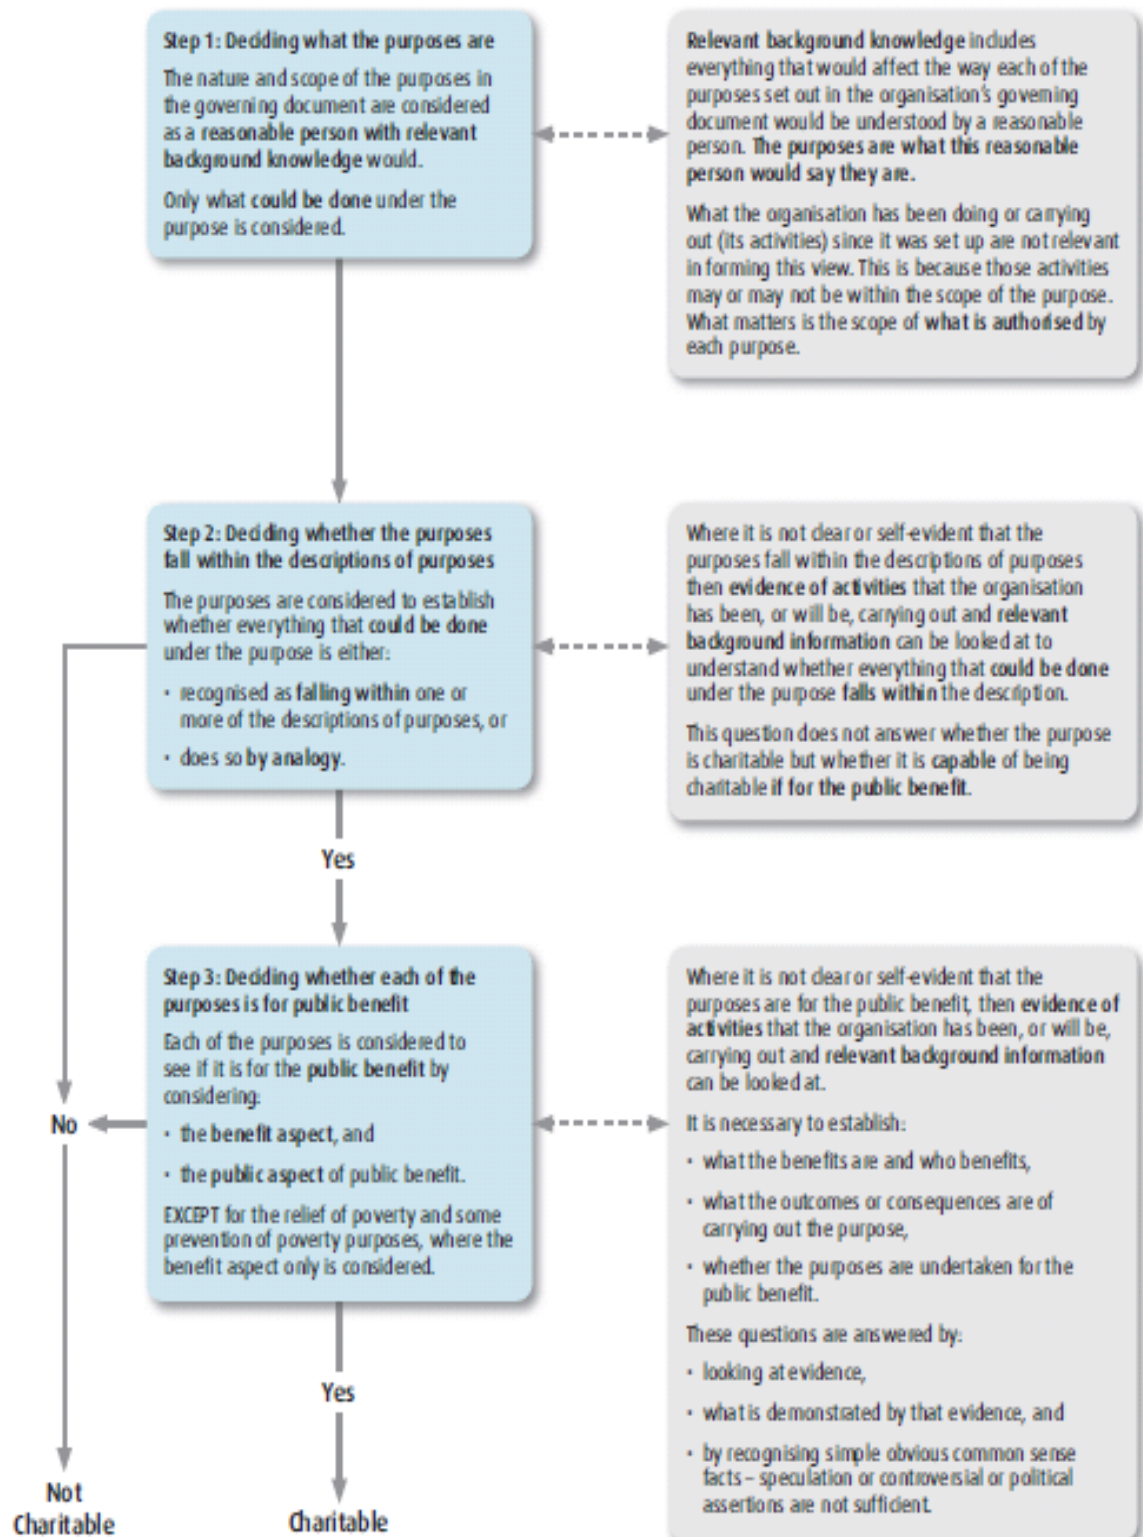 Step 1: Deciding what the purposes are
The nature and scope of the purposes in
the governing document are considered
as a reasonable person with relevant
background knowledge would.
Only what could be done under the
purpose is considered.
Relevant background knowledge includes
everything that would affect the way each of the
purposes set out in the organisation's governing
document would be understood by a reasonable
person. The purposes are what this reasonable
person would say they are.
What the organisation has been doing or carrying
out (its activities) since it was set up are not relevant
in forming this view. This is because those activities
may or may not be within the scope of the purpose.
What matters is the scope of what is authorised by
each purpose.
Step 2: Deciding whether the purposes
fall within the descriptions of purposes
The purposes are considered to establish
whether everything that could be done
under the purpose is either:
• recognised as falling within one or
more of the descriptions of purposes, or
• does so by analogy.
Where it is not clear or self-evident that the
purposes fall within the descriptions of purposes
then evidence of activities that the organisation
has been, or will be, carrying out and relevant
background information can be looked at to
understand whether everything that could be done
under the purpose falls within the description.
This question does not answer whether the purpose
is charitable but whether it is capable of being
charitable if for the public benefit.
Yes
Step 3: Deciding whether each of the
purposes is for public benefit
Each of the purposes is considered to
see if it is for the public benefit by
considering:
• the benefit aspect, and
• the public aspect of public benefit.
EXCEPT for the relief of poverty and some
prevention of poverty purposes, where the
benefit aspect only is considered.
No
Where it is not clear or self-evident that the
purposes are for the public benefit, then evidence of
activities that the organisation has been, or will be,
carrying out and relevant background information
can be looked at.
It is necessary to establish:
• what the benefits are and who benefits,
• what the outcomes or consequences are of
carrying out the purpose,
• whether the purposes are undertaken for the
public benefit.
These questions are answered by:
• looking at evidence,
• what is demonstrated by that evidence, and
• by recognising simple obvious common sense
facts – speculation or controversial or political
assertions are not sufficient.
Yes
Not
Charitable
Charitable